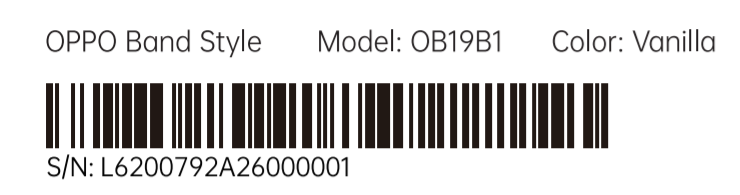 OPPO Band Style Model: OB19B1 Color: Vanilla
S/N: L6200792A26000001